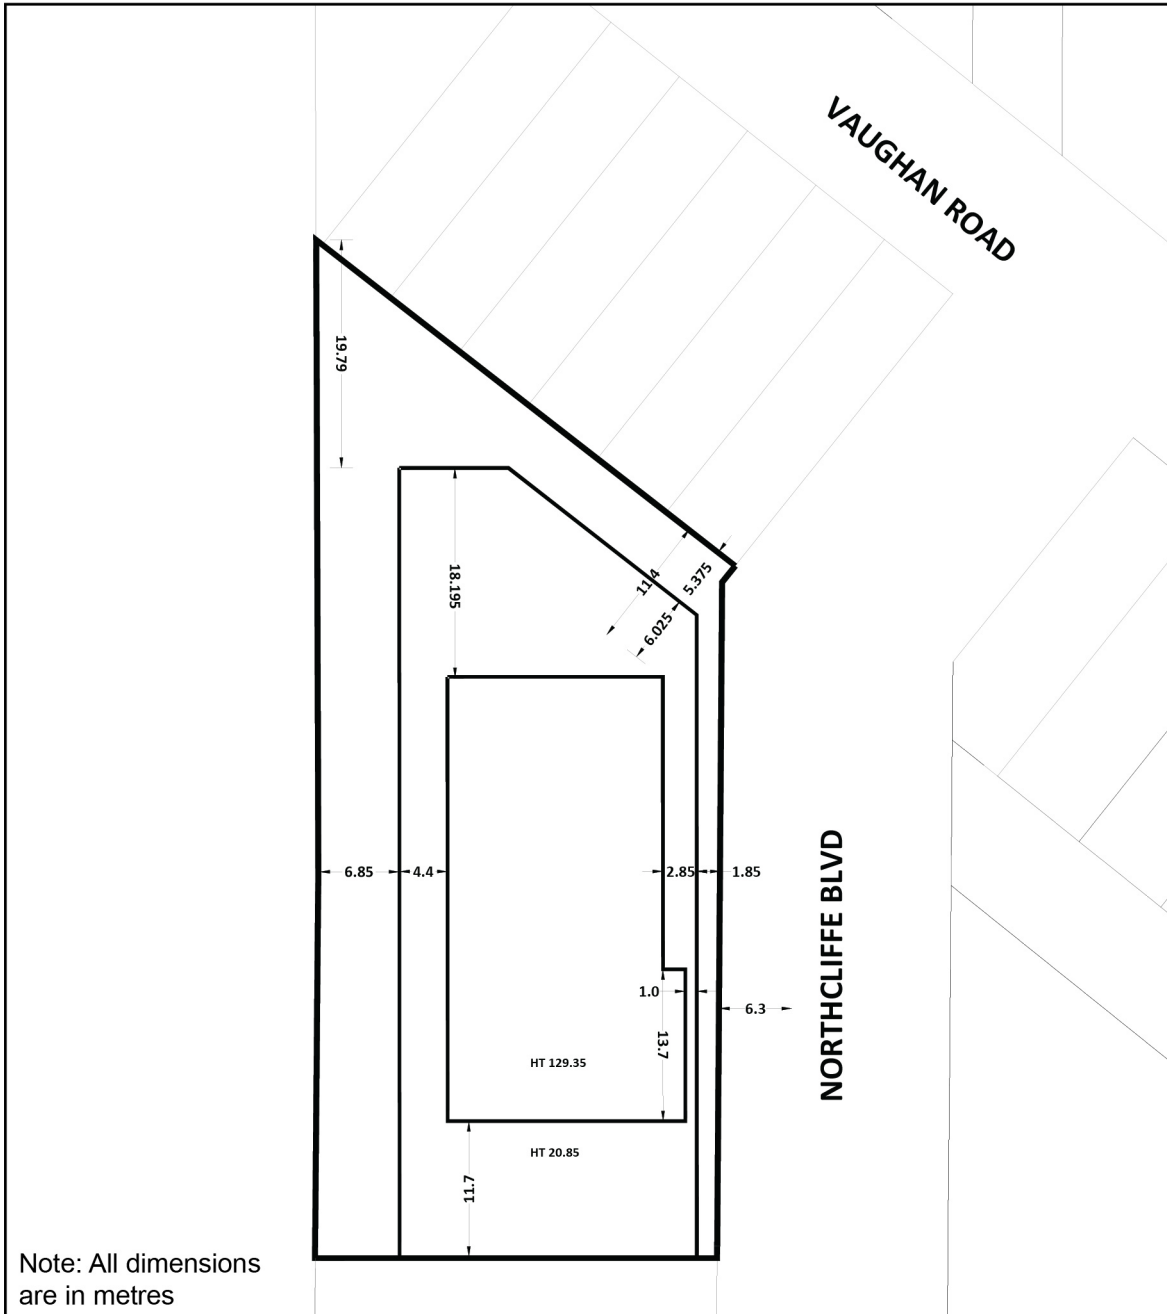 VAUGHAN ROAD
19.79
18.195
11.4
5.375
6.025
6.85
4.4
2.85
1.85
NORTHCLIFFE BLVD
1.0
6.3
13.7
HT 129.35
HT 20.85
11.7
Note: All dimensions
are in metres